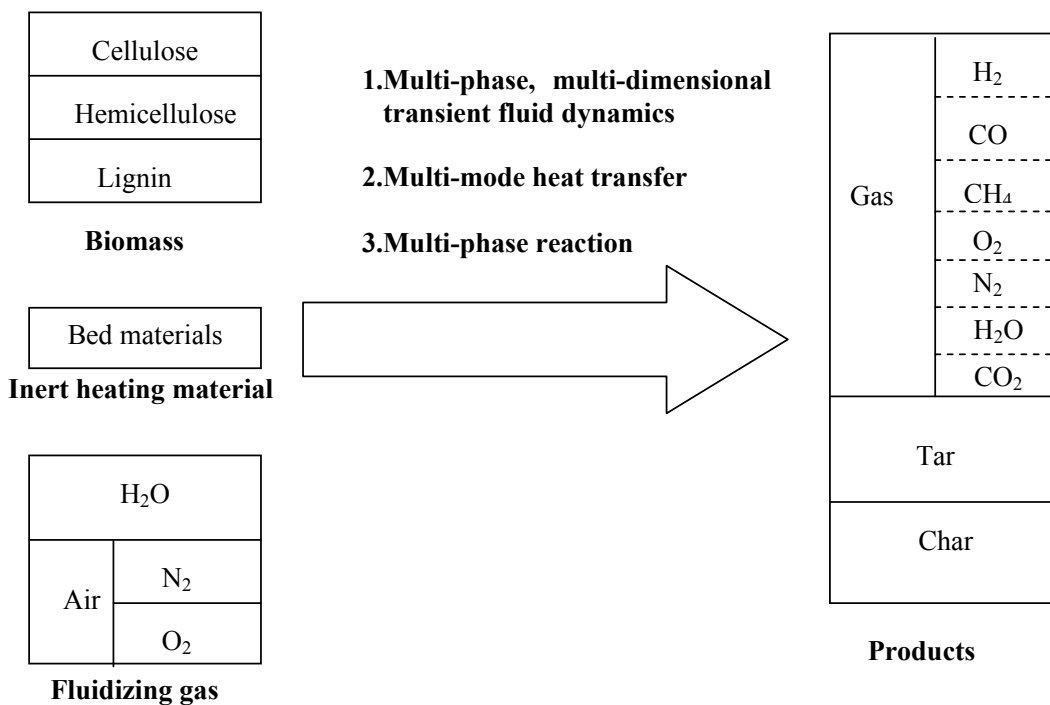 Cellulose
Hemicellulose
Lignin
Biomass
Bed materials
Inert heating material
H₂O
Air
N₂
O₂
Fluidizing gas
1.Multi-phase, multi-dimensional
transient fluid dynamics
2.Multi-mode heat transfer
3.Multi-phase reaction
Gas
H₂
CO
CH₄
O₂
N₂
H₂O
CO₂
Tar
Char
Products